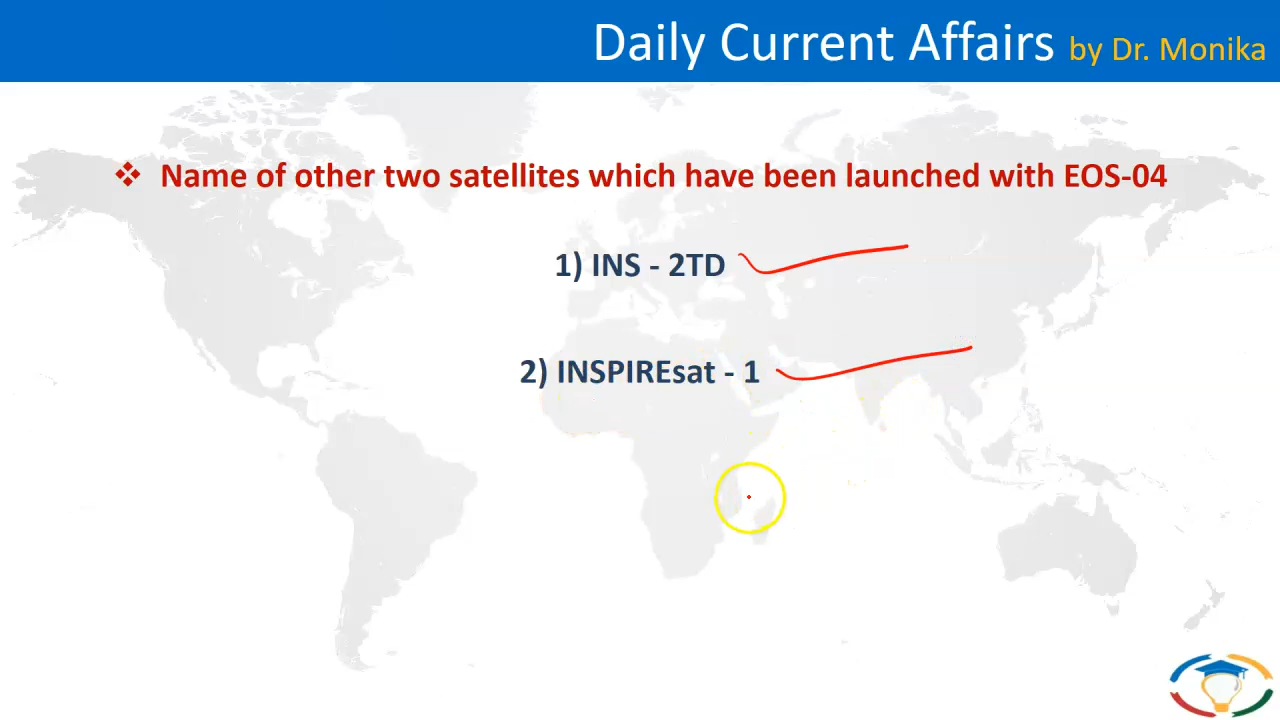 Daily Current Affairs by Dr. Monika
❖ Name of other two satellites which have been launched with EOS-04
1) INS - 2TD
2) INSPIREsat - 1